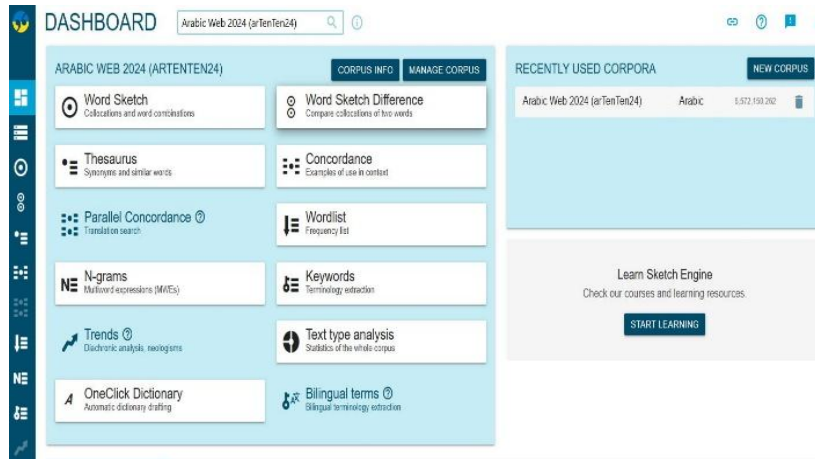 DASHBOARD
Arabic Web 2024 (arTenTen24)
ARABIC WEB 2024 (ARTENTEN24)
CORPUS INFO
MANAGE CORPUS
Word Sketch
Collocations and word combinations
Word Sketch Difference
Compare collocations of two words
Thesaurus
Synonyms and similar words
Concordance
Examples of use in context
Parallel Concordance
Translation search
Wordlist
Frequency list
N-grams
Multiword expressions (MWEs)
Keywords
Terminology extraction
Trends
Diachronic analysis, neologisms
Text type analysis
Statistics of the whole corpus
OneClick Dictionary
Automatic dictionary drafting
Bilingual terms
Bilingual terminology extraction
RECENTLY USED CORPORA
NEW CORPUS
Arabic Web 2024 (arTenTen24) Arabic
Learn Sketch Engine
Check our courses and learning resources.
START LEARNING